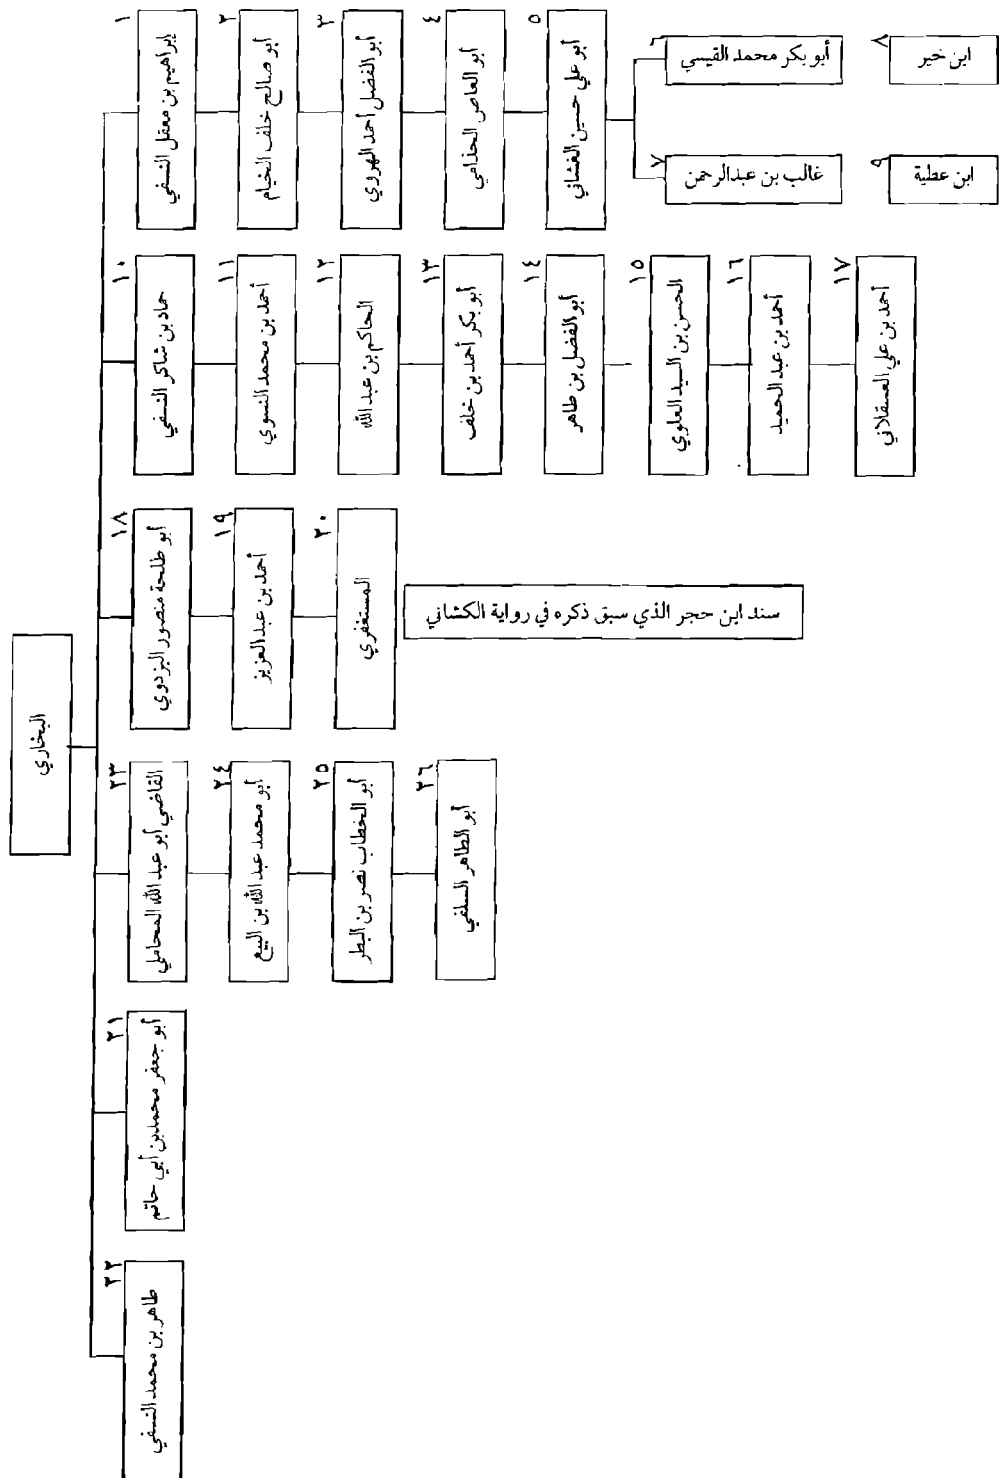 البخاري
١
إبراهيم بن معقل النسفي
٢
أبو صالح خلف الخيام
٣
أبو الفضل أحمد الهروي
٤
أبو العاص الجذامي
٥
أبو علي حسين الغشاني
٦
أبو بكر محمد القيسي
٧
غالب بن عبدالرحمن
٨
ابن خير
٩
ابن عطية
١٠
حماد بن شاكر النسفي
١١
أحمد بن محمد النسوي
١٢
الحاكم بن عبد الله
١٣
أبو بكر أحمد بن خلف
١٤
أبو الفضل بن طاهر
١٥
الحسن بن السيد العلوي
١٦
أحمد بن عبد الحميد
١٧
أحمد بن علي العسقلاني
١٨
أبو طلحة منصور البزدوي
١٩
أحمد بن عبد العزيز
٢٠
المستغفري
سند ابن حجر الذي سبق ذكره في رواية الكشاني
٢٣
القاضي أبو عبد الله المحاملي
٢٤
أبو محمد عبد الله بن البيع
٢٥
أبو الخطاب نصر بن البطر
٢٦
أبو الطاهر السلفي
٢١
أبو جعفر محمد بن أبي حاتم
٢٢
طاهر بن محمد النسفي